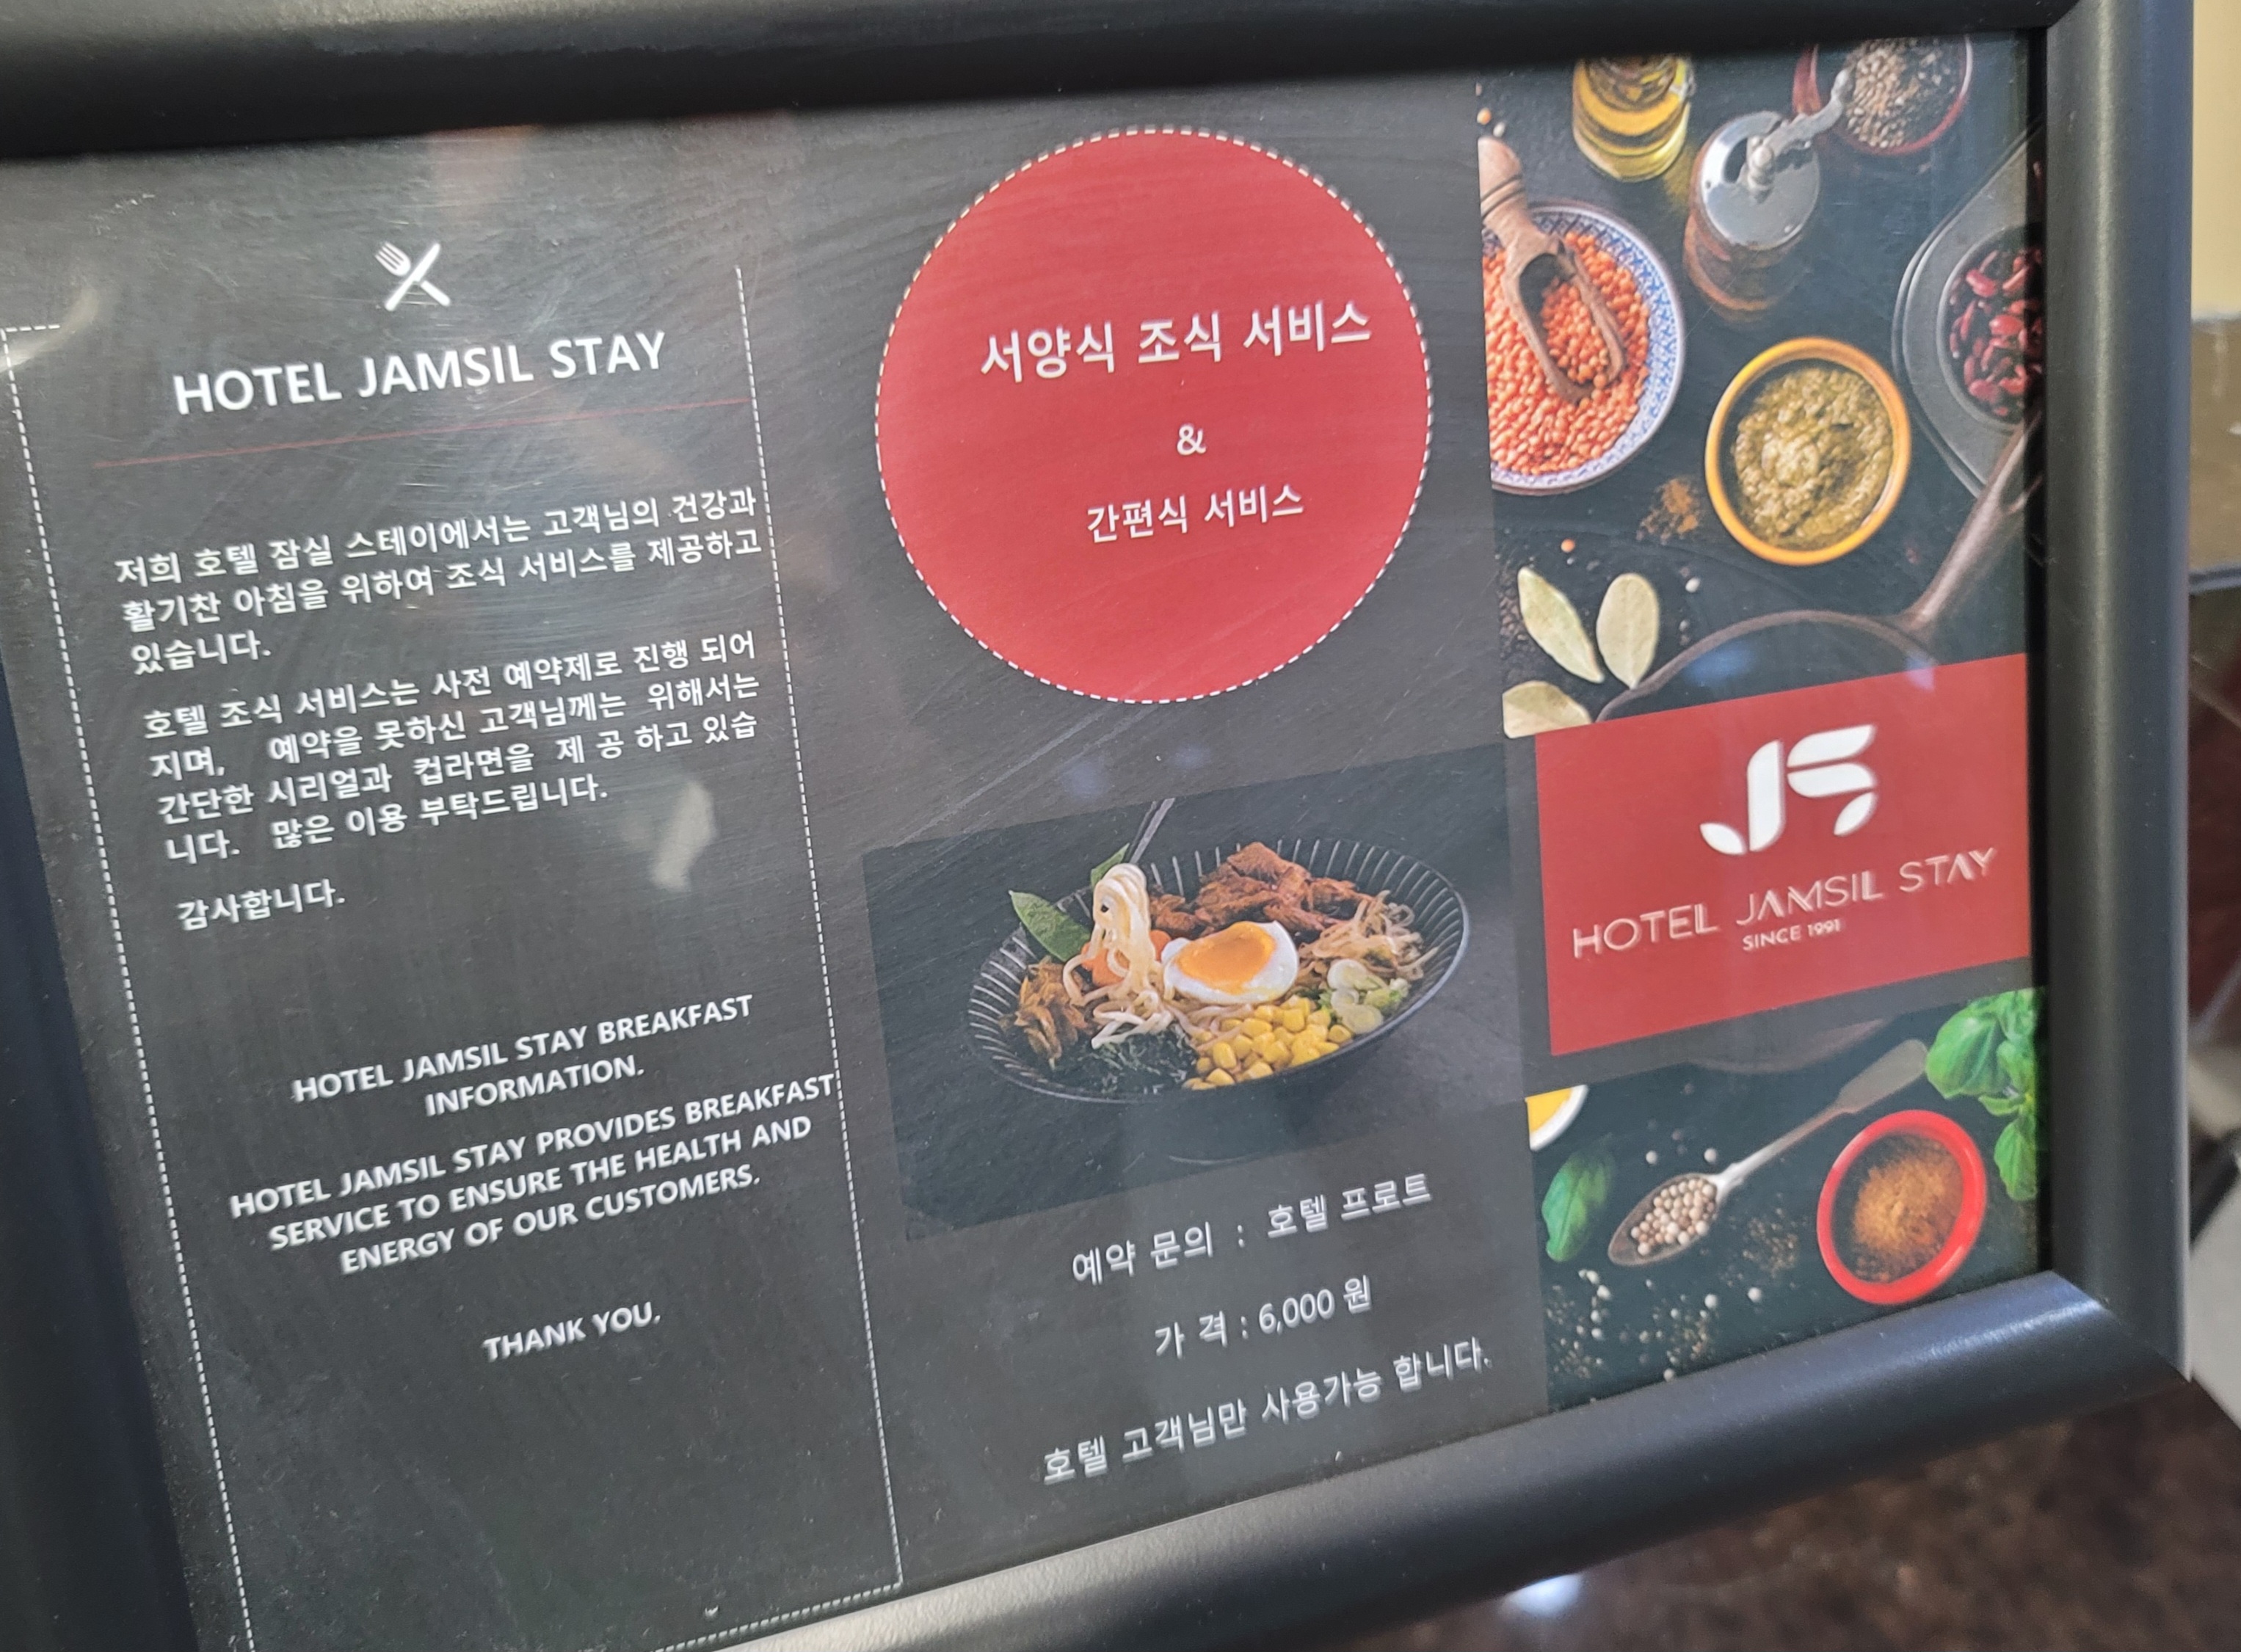 HOTEL JAMSIL STAY
저희 호텔 잠실 스테이에서는 고객님의 건강과
활기찬 아침을 위하여 조식 서비스를 제공하고
있습니다.
호텔 조식 서비스는 사전 예약제로 진행 되어
지며, 예약을 못하신 고객님께는 위해서는
간단한 시리얼과 컵라면을 제 공 하고 있습
니다. 많은 이용 부탁드립니다.
감사합니다.
HOTEL JAMSIL STAY BREAKFAST
INFORMATION.
HOTEL JAMSIL STAY PROVIDES BREAKFAST
SERVICE TO ENSURE THE HEALTH AND
ENERGY OF OUR CUSTOMERS.
THANK YOU.
서양식 조식 서비스
&
간편식 서비스
예약 문의 : 호텔 프로트
가 격 : 6,000 원
호텔 고객님만 사용가능 합니다.
JS
HOTEL JAMSIL STAY
SINCE 1991